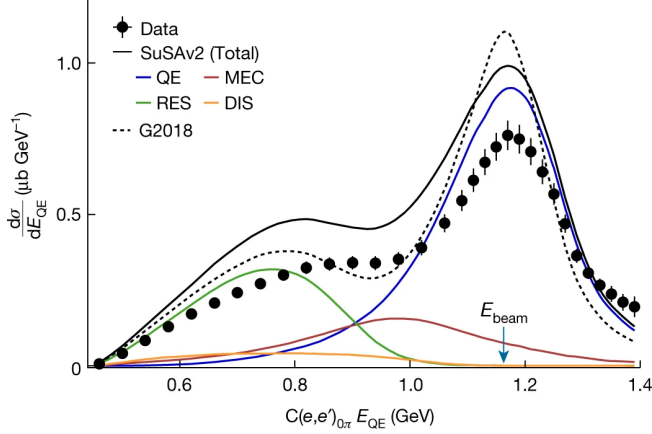 Data
SuSAv2 (Total)
QE MEC
RES DIS
G2018
1.0
0.5
0
dσ/dE_QE (μb GeV⁻¹)
E_beam
0.6 0.8 1.0 1.2 1.4
C(e,e′)_0π E_QE (GeV)